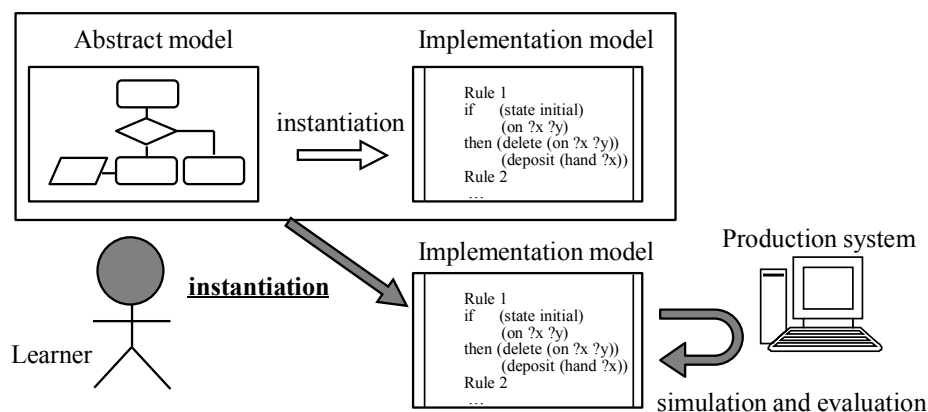 Abstract model
Implementation model
Rule 1
if (state initial)
(on ?x ?y)
then (delete (on ?x ?y))
(deposit (hand ?x))
Rule 2
…
instantiation
Implementation model
Rule 1
if (state initial)
(on ?x ?y)
then (delete (on ?x ?y))
(deposit (hand ?x))
Rule 2
…
Production system
instantiation
Learner
simulation and evaluation